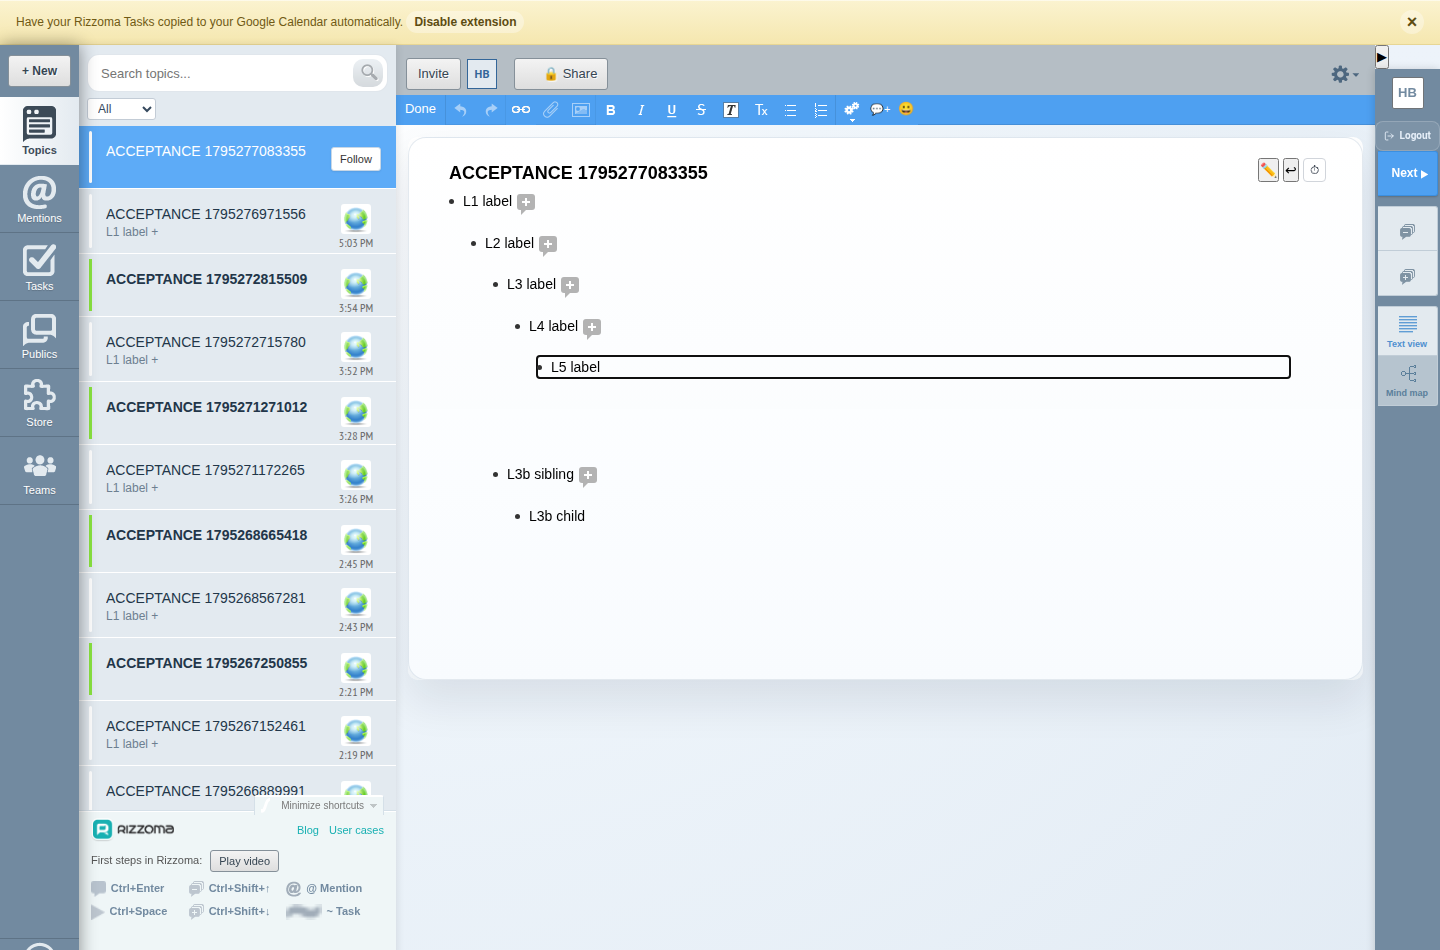 Have your Rizzoma Tasks copied to your Google Calendar automatically. Disable extension ×
+ New
Topics
Mentions
Tasks
Publics
Store
Teams
Search topics...
All
ACCEPTANCE 1795277083355
Follow
ACCEPTANCE 1795276971556
L1 label +
5:03 PM
ACCEPTANCE 1795272815509
3:54 PM
ACCEPTANCE 1795272715780
L1 label +
3:52 PM
ACCEPTANCE 1795271271012
3:28 PM
ACCEPTANCE 1795271172265
L1 label +
3:26 PM
ACCEPTANCE 1795268665418
2:45 PM
ACCEPTANCE 1795268567281
L1 label +
2:43 PM
ACCEPTANCE 1795267250855
2:21 PM
ACCEPTANCE 1795267152461
L1 label +
2:19 PM
ACCEPTANCE 1795266889991
Minimize shortcuts
RIZZOMA
Blog User cases
First steps in Rizzoma: Play video
Ctrl+Enter Ctrl+Shift+↑ @ Mention
Ctrl+Space Ctrl+Shift+↓ ~ Task
Invite HB Share
Done B I U S T Tx
ACCEPTANCE 1795277083355
L1 label
L2 label
L3 label
L4 label
L5 label
L3b sibling
L3b child
HB
Logout
Next
Text view
Mind map